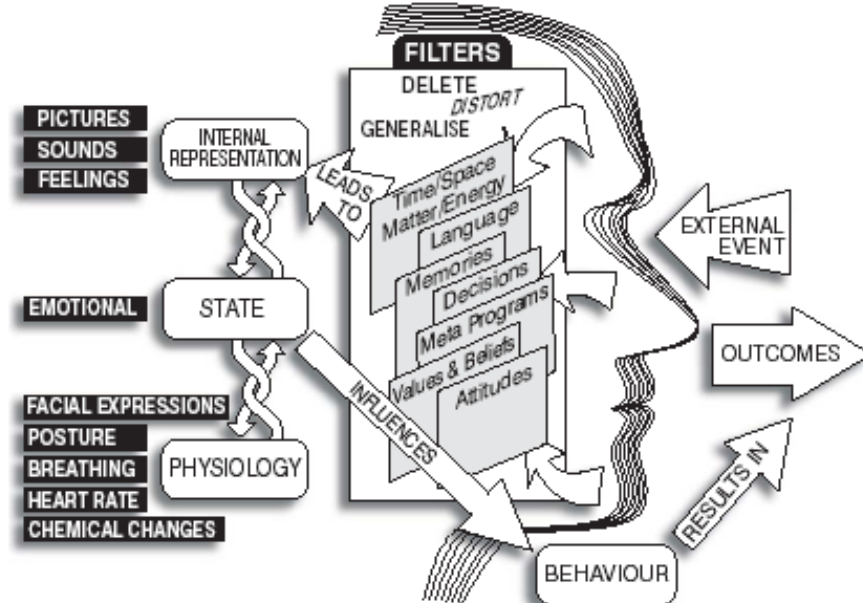 FILTERS
DELETE
DISTORT
GENERALISE
PICTURES
SOUNDS
FEELINGS
INTERNAL
REPRESENTATION
LEADS
TO
Time/Space
Matter/Energy
Language
Memories
Decisions
Meta Programs
Values & Beliefs
Attitudes
EXTERNAL
EVENT
EMOTIONAL
STATE
OUTCOMES
INFLUENCES
FACIAL EXPRESSIONS
POSTURE
BREATHING
HEART RATE
CHEMICAL CHANGES
PHYSIOLOGY
RESULTS IN
BEHAVIOUR